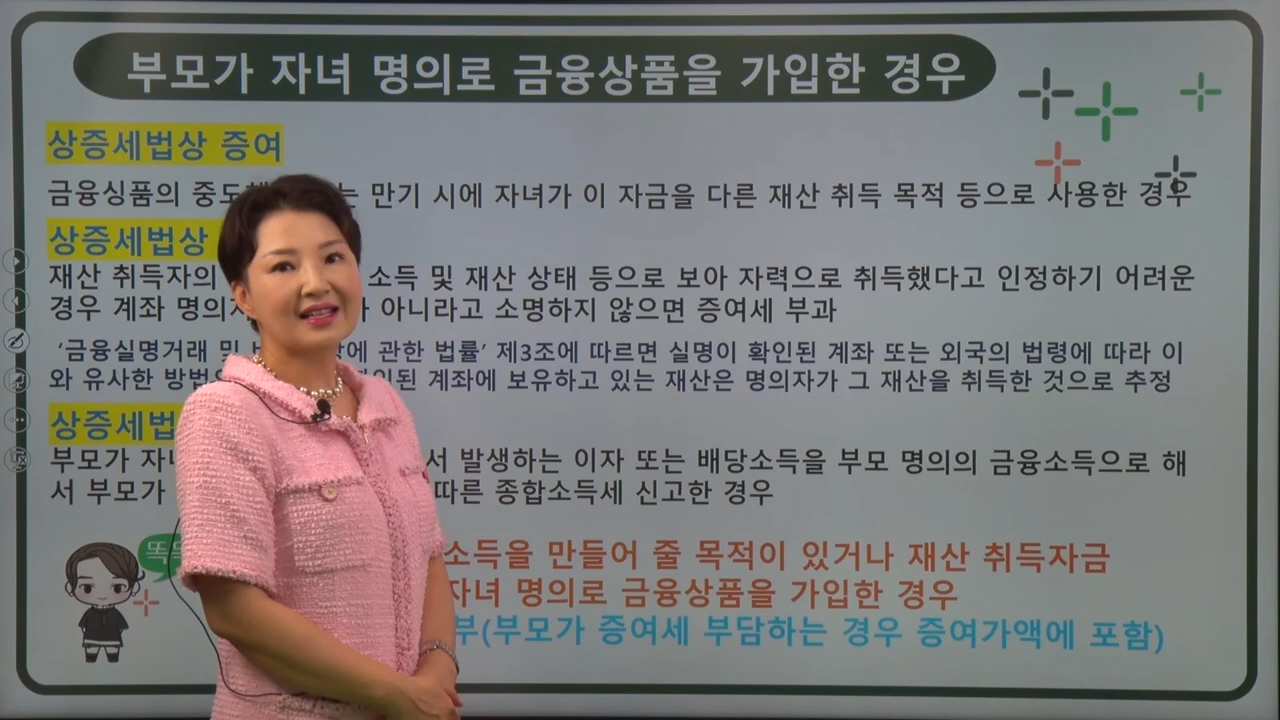 부모가 자녀 명의로 금융상품을 가입한 경우
상증세법상 증여
금융싱품의 중도 는 만기 시에 자녀가 이 자금을 다른 재산 취득 목적 등으로 사용한 경우
상증세법상
재산 취득자의 소득 및 재산 상태 등으로 보아 자력으로 취득했다고 인정하기 어려운
경우 계좌 명의 아니라고 소명하지 않으면 증여세 부과
‘금융실명거래 및 에 관한 법률’ 제3조에 따르면 실명이 확인된 계좌 또는 외국의 법령에 따라 이
와 유사한 방법 인된 계좌에 보유하고 있는 재산은 명의자가 그 재산을 취득한 것으로 추정
상증세법
부모가 자 서 발생하는 이자 또는 배당소득을 부모 명의의 금융소득으로 해
서 부모가 따른 종합소득세 신고한 경우
소득을 만들어 줄 목적이 있거나 재산 취득자금
자녀 명의로 금융상품을 가입한 경우
부(부모가 증여세 부담하는 경우 증여가액에 포함)